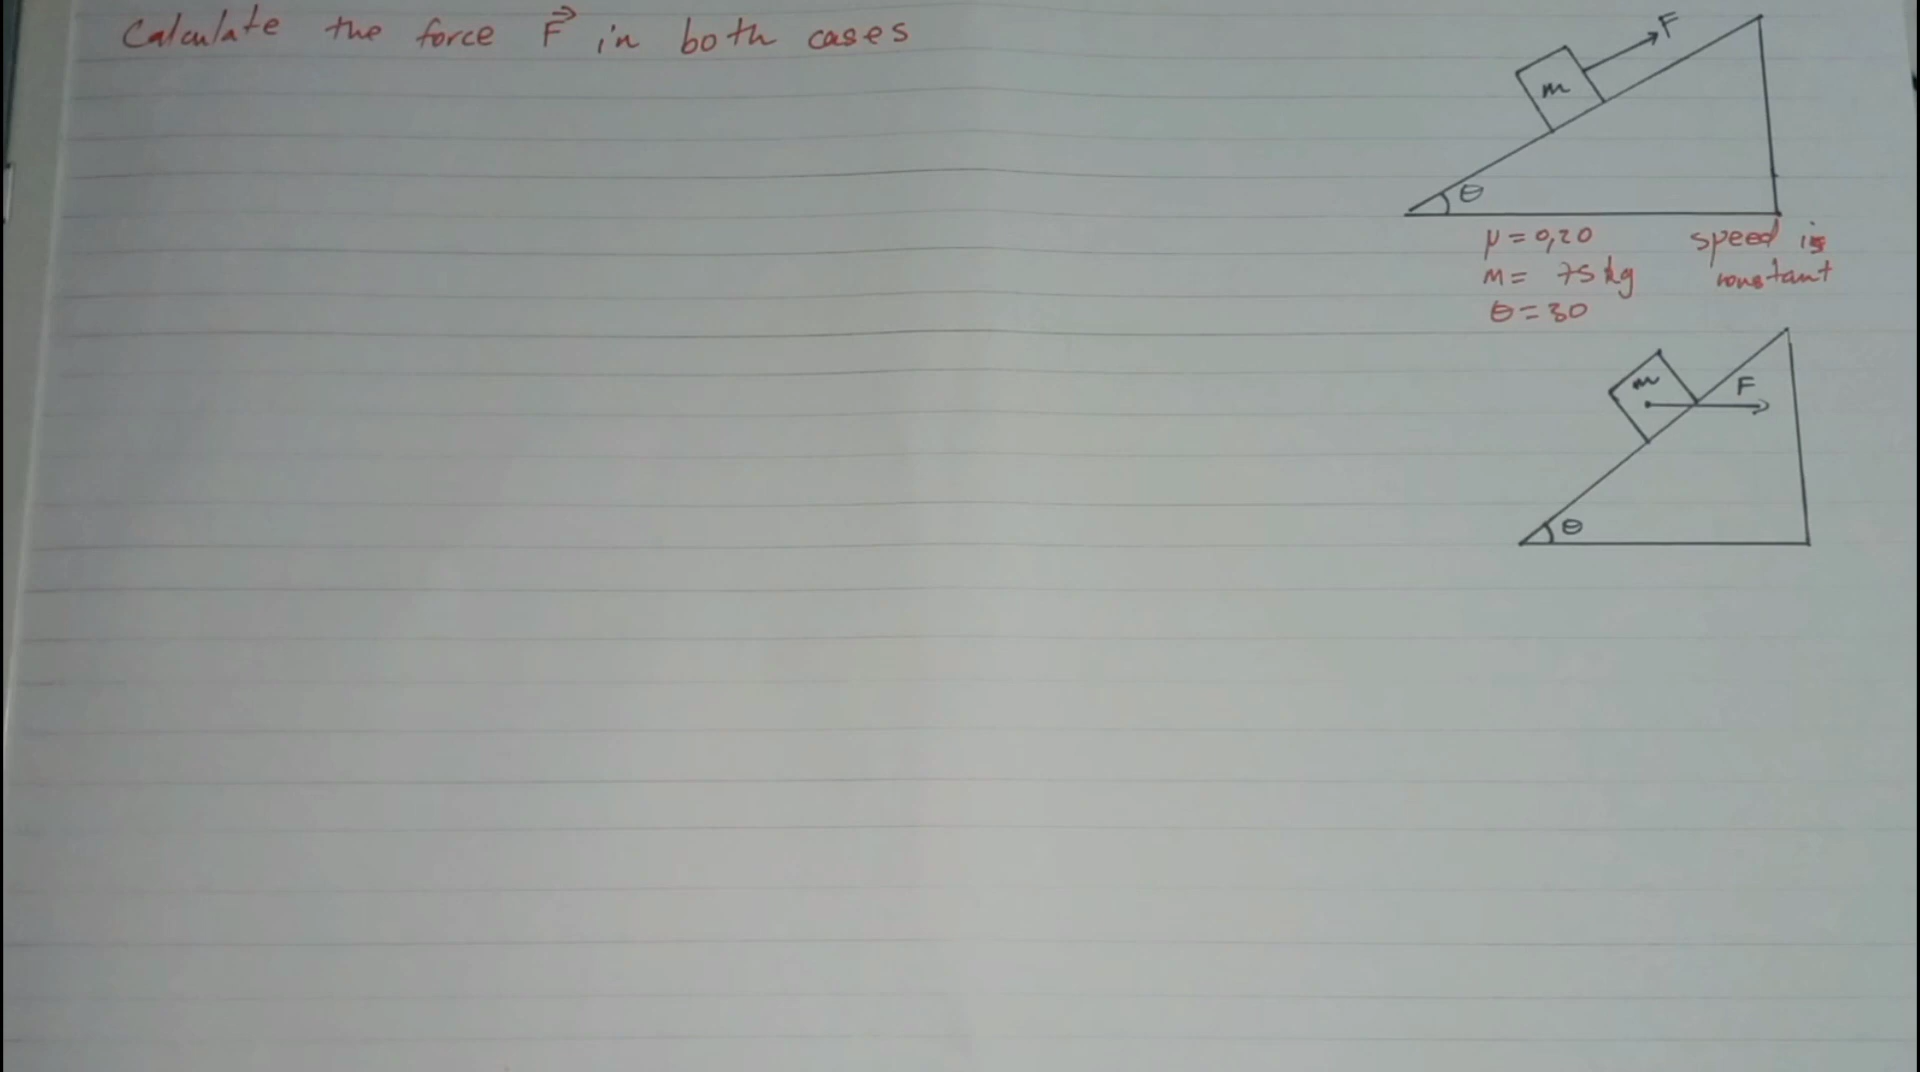 Calculate the force F⃗ in both cases
F
m
θ
μ = 0,20
speed is
m = 75 kg
constant
θ = 30
m
F
θ